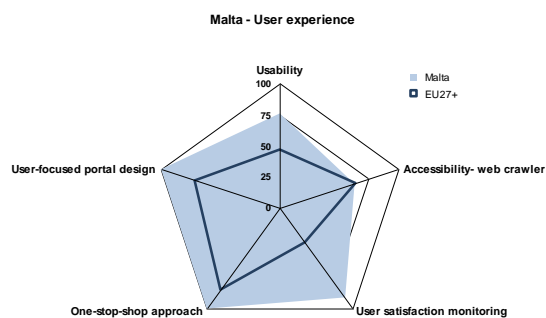 Malta - User experience
Usability
Malta
EU27+
100
75
50
25
0
User-focused portal design
Accessibility- web crawler
One-stop-shop approach
User satisfaction monitoring